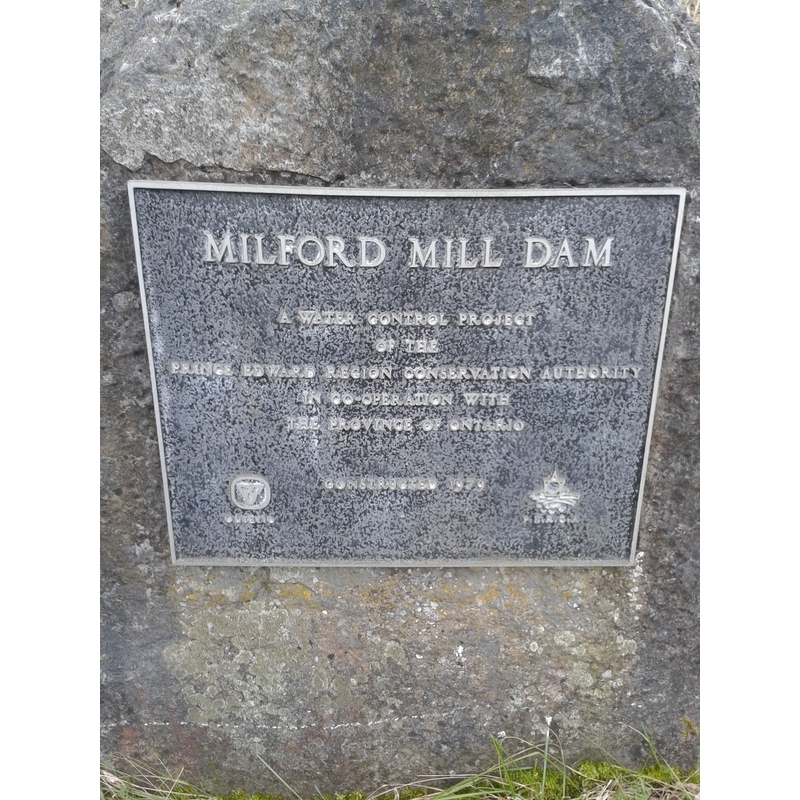 MILFORD MILL DAM
A WATER CONTROL PROJECT
OF THE
PRINCE EDWARD REGION CONSERVATION AUTHORITY
IN CO-OPERATION WITH
THE PROVINCE OF ONTARIO
CONSTRUCTED
ONTARIO